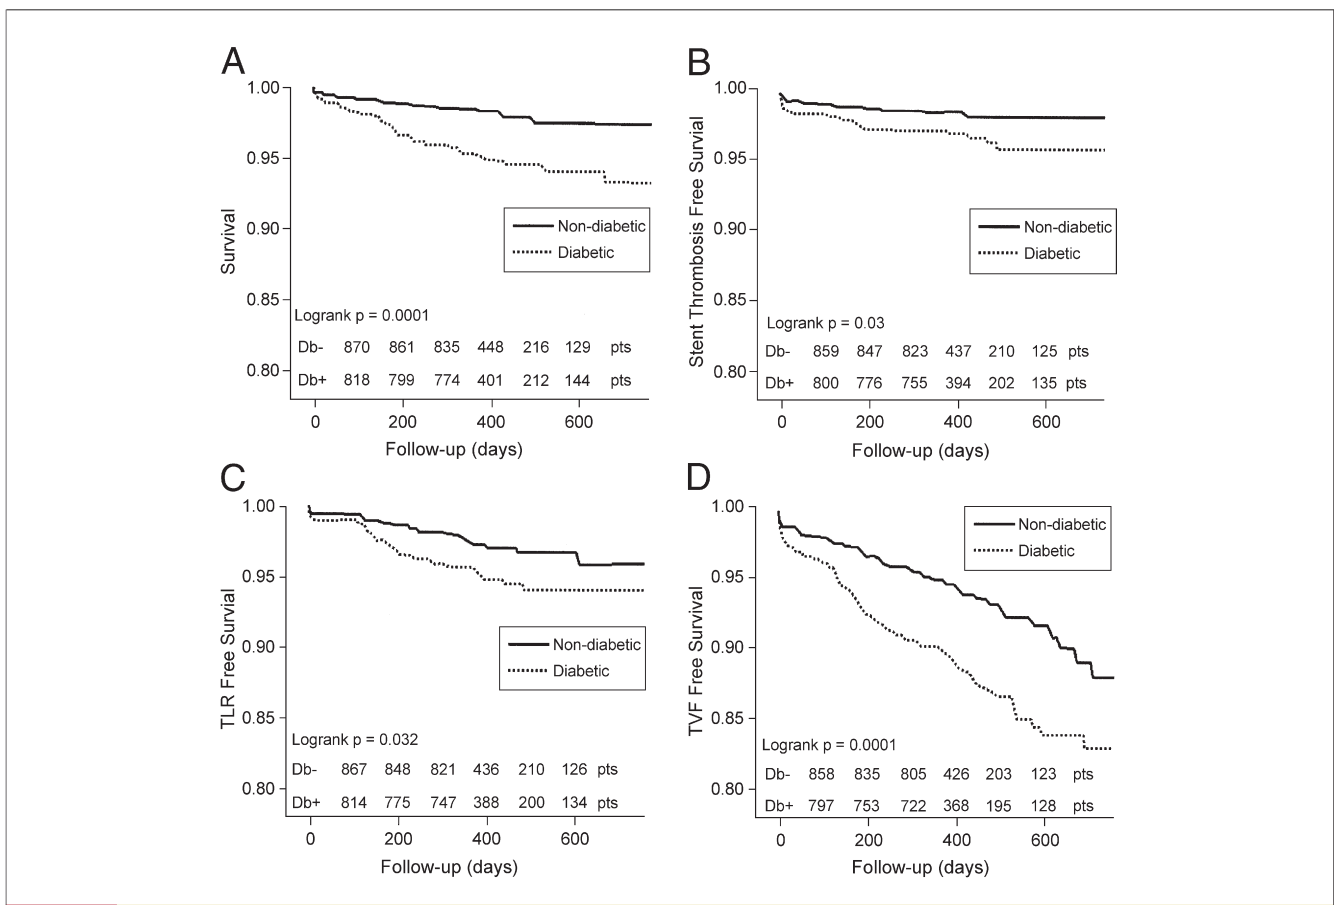 A
1.00
0.95
0.90
0.85
0.80
Survival
Non-diabetic
Diabetic
Logrank p = 0.0001
Db- 870 861 835 448 216 129 pts
Db+ 818 799 774 401 212 144 pts
0 200 400 600
Follow-up (days)
B
1.00
0.95
0.90
0.85
0.80
Stent Thrombosis Free Survival
Non-diabetic
Diabetic
Logrank p = 0.03
Db- 859 847 823 437 210 125 pts
Db+ 800 776 755 394 202 135 pts
0 200 400 600
Follow-up (days)
C
1.00
0.95
0.90
0.85
0.80
TLR Free Survial
Non-diabetic
Diabetic
Logrank p = 0.032
Db- 867 848 821 436 210 126 pts
Db+ 814 775 747 388 200 134 pts
0 200 400 600
Follow-up (days)
D
1.00
0.95
0.90
0.85
0.80
TVF Free Survial
Non-diabetic
Diabetic
Logrank p = 0.0001
Db- 858 835 805 426 203 123 pts
Db+ 797 753 722 368 195 128 pts
0 200 400 600
Follow-up (days)